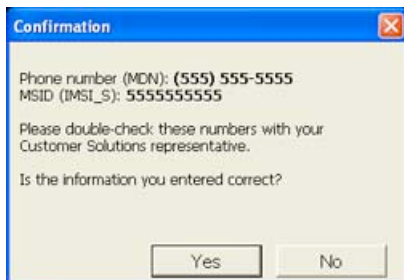 Confirmation
Phone number (MDN): (555) 555-5555
MSID (IMSI_S): 5555555555
Please double-check these numbers with your
Customer Solutions representative.
Is the information you entered correct?
Yes No